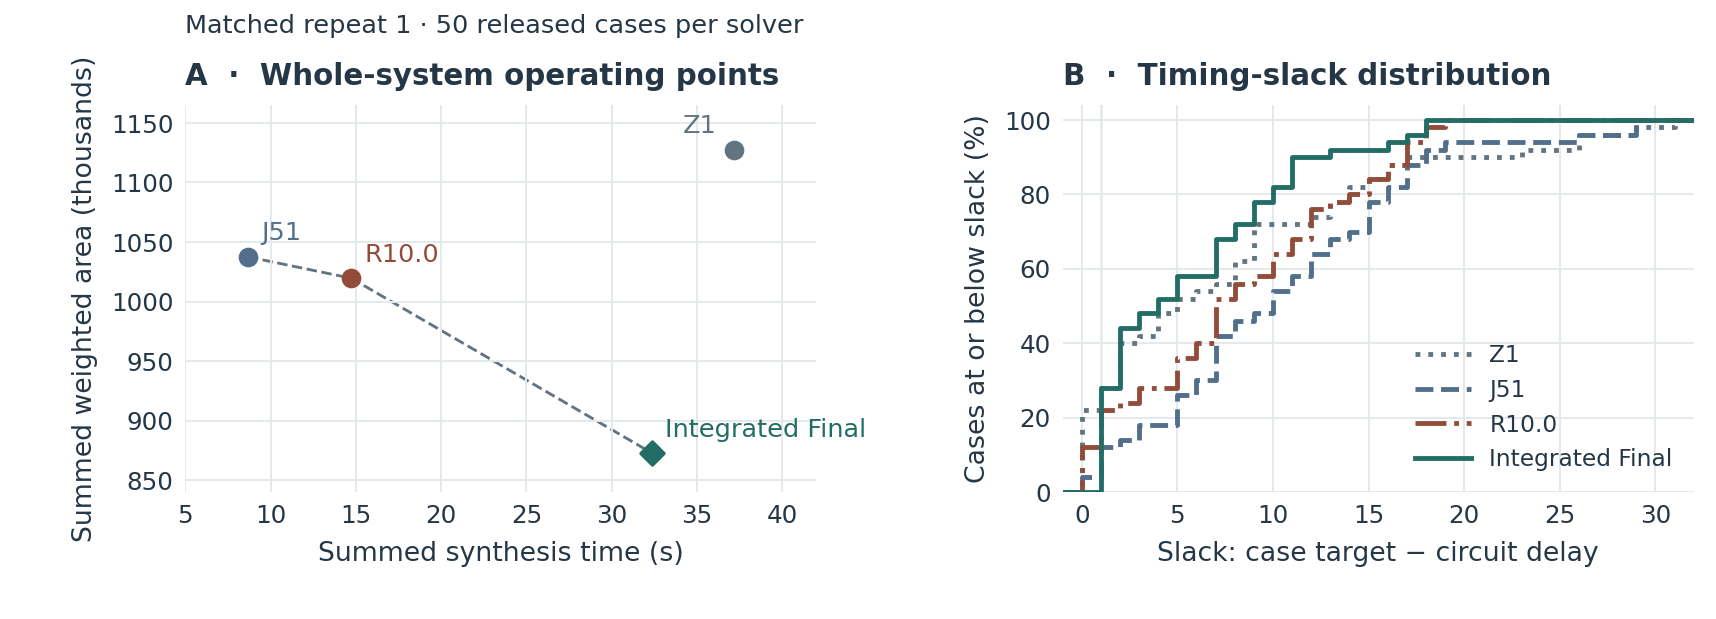 Matched repeat 1 · 50 released cases per solver
A · Whole-system operating points
Summed weighted area (thousands)
1150
1100
1050
1000
950
900
850
Z1
J51
R10.0
Integrated Final
5 10 15 20 25 30 35 40
Summed synthesis time (s)
B · Timing-slack distribution
Cases at or below slack (%)
100
80
60
40
20
0
Z1
J51
R10.0
Integrated Final
0 5 10 15 20 25 30
Slack: case target − circuit delay